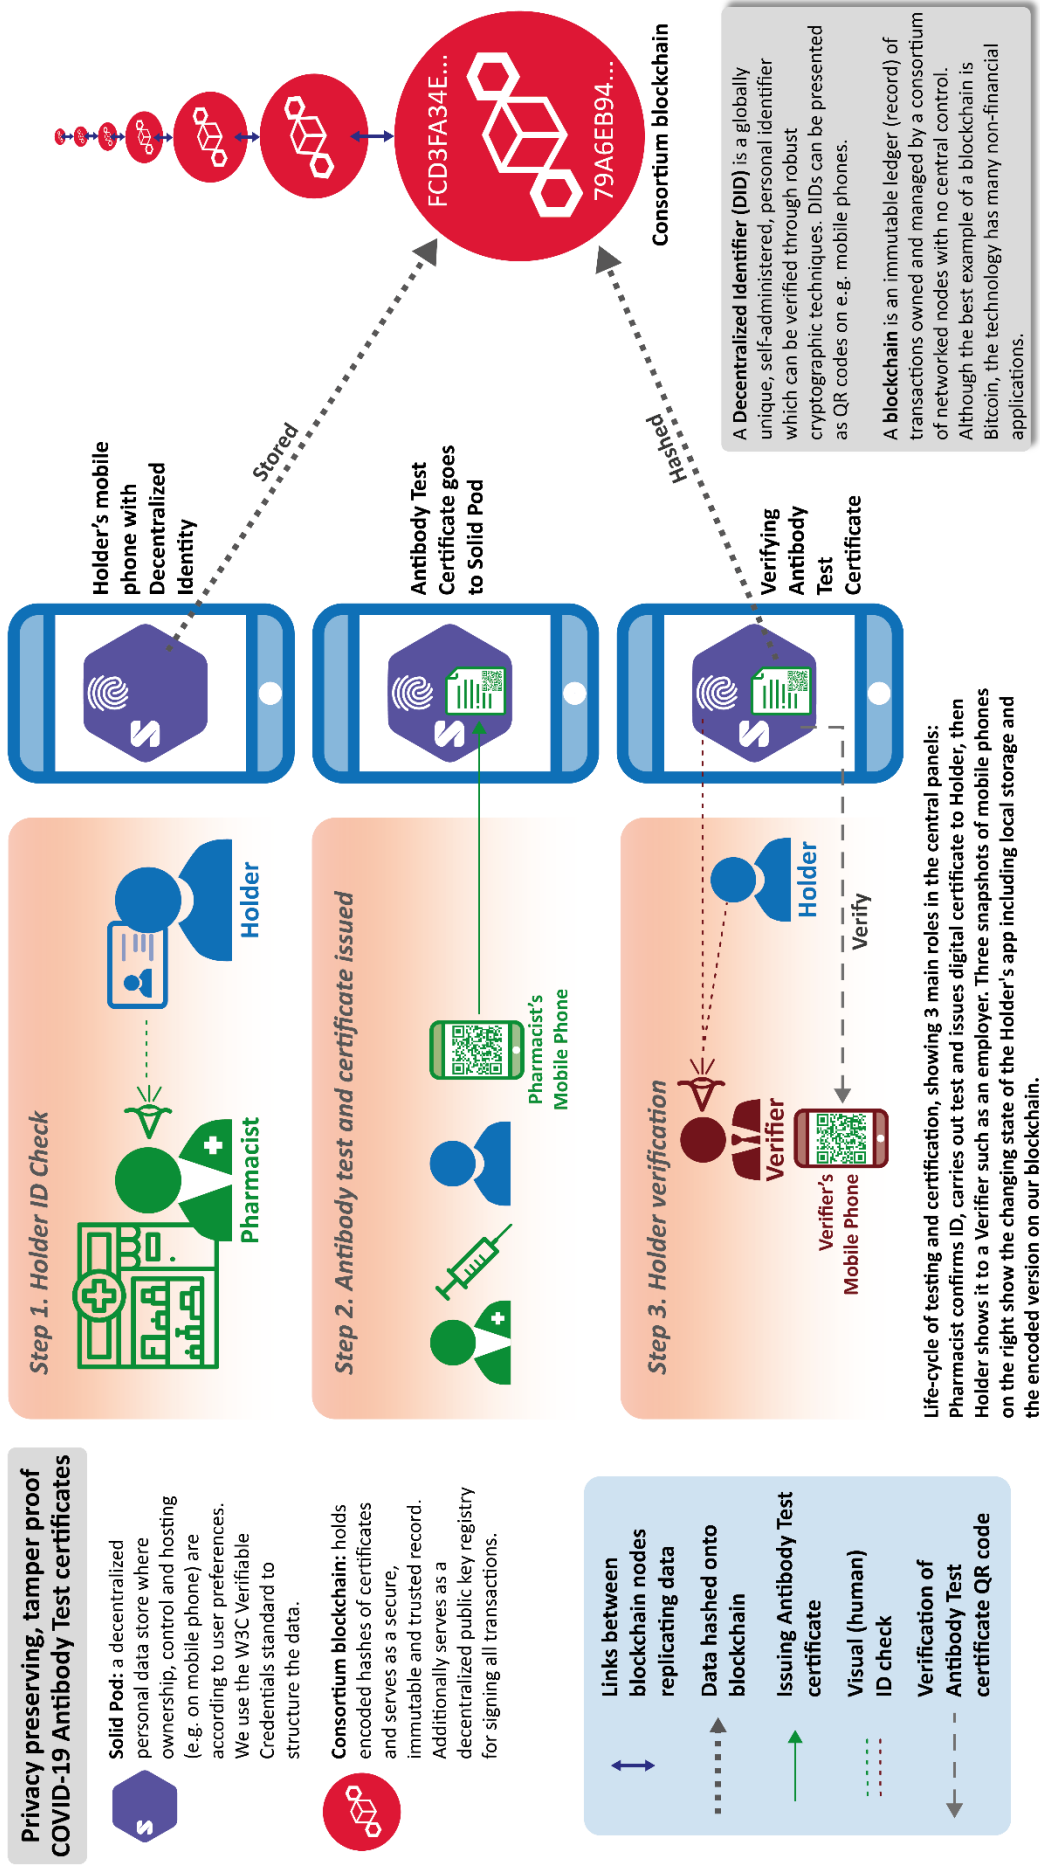 Privacy preserving, tamper proof
COVID-19 Antibody Test certificates
Solid Pod: a decentralized
personal data store where
ownership, control and hosting
(e.g. on mobile phone) are
according to user preferences.
We use the W3C Verifiable
Credentials standard to
structure the data.
Consortium blockchain: holds
encoded hashes of certificates
and serves as a secure,
immutable and trusted record.
Additionally serves as a
decentralized public key registry
for signing all transactions.
Links between
blockchain nodes
replicating data
Data hashed onto
blockchain
Issuing Antibody Test
certificate
Visual (human)
ID check
Verification of
Antibody Test
certificate QR code
Step 1. Holder ID Check
Pharmacist
Holder
Step 2. Antibody test and certificate issued
Pharmacist's
Mobile Phone
Step 3. Holder verification
Verifier
Holder
Verifier's
Mobile Phone
Verify
Holder's mobile
phone with
Decentralized
Identity
Antibody Test
Certificate goes
to Solid Pod
Verifying
Antibody
Test
Certificate
Stored
Hashed
FCD3FA34E...
79A6EB94...
Consortium blockchain
A Decentralized Identifier (DID) is a globally
unique, self-administered, personal identifier
which can be verified through robust
cryptographic techniques. DIDs can be presented
as QR codes on e.g. mobile phones.
A blockchain is an immutable ledger (record) of
transactions owned and managed by a consortium
of networked nodes with no central control.
Although the best example of a blockchain is
Bitcoin, the technology has many non-financial
applications.
Life-cycle of testing and certification, showing 3 main roles in the central panels:
Pharmacist confirms ID, carries out test and issues digital certificate to Holder, then
Holder shows it to a Verifier such as an employer. Three snapshots of mobile phones
on the right show the changing state of the Holder's app including local storage and
the encoded version on our blockchain.